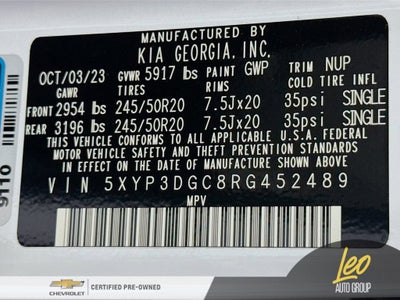 MANUFACTURED BY
KIA GEORGIA, INC.
OCT/03/23 GVWR 5917 lbs PAINT GWP TRIM NUP
GAWR TIRES RIMS COLD TIRE INFL
FRONT 2954 lbs 245/50R20 7.5Jx20 35psi SINGLE
REAR 3196 lbs 245/50R20 7.5Jx20 35psi SINGLE
THIS VEHICLE CONFORMS TO ALL APPLICABLE U.S.A. FEDERAL
MOTOR VEHICLE SAFETY AND THEFT PREVENTION STANDARDS
IN EFFECT ON THE DATE OF MANUFACTURE SHOWN ABOVE.
VIN 5XYP3DGC8RG452489
MPV
9110
CHEVROLET
CERTIFIED PRE-OWNED
Leo
AUTO GROUP